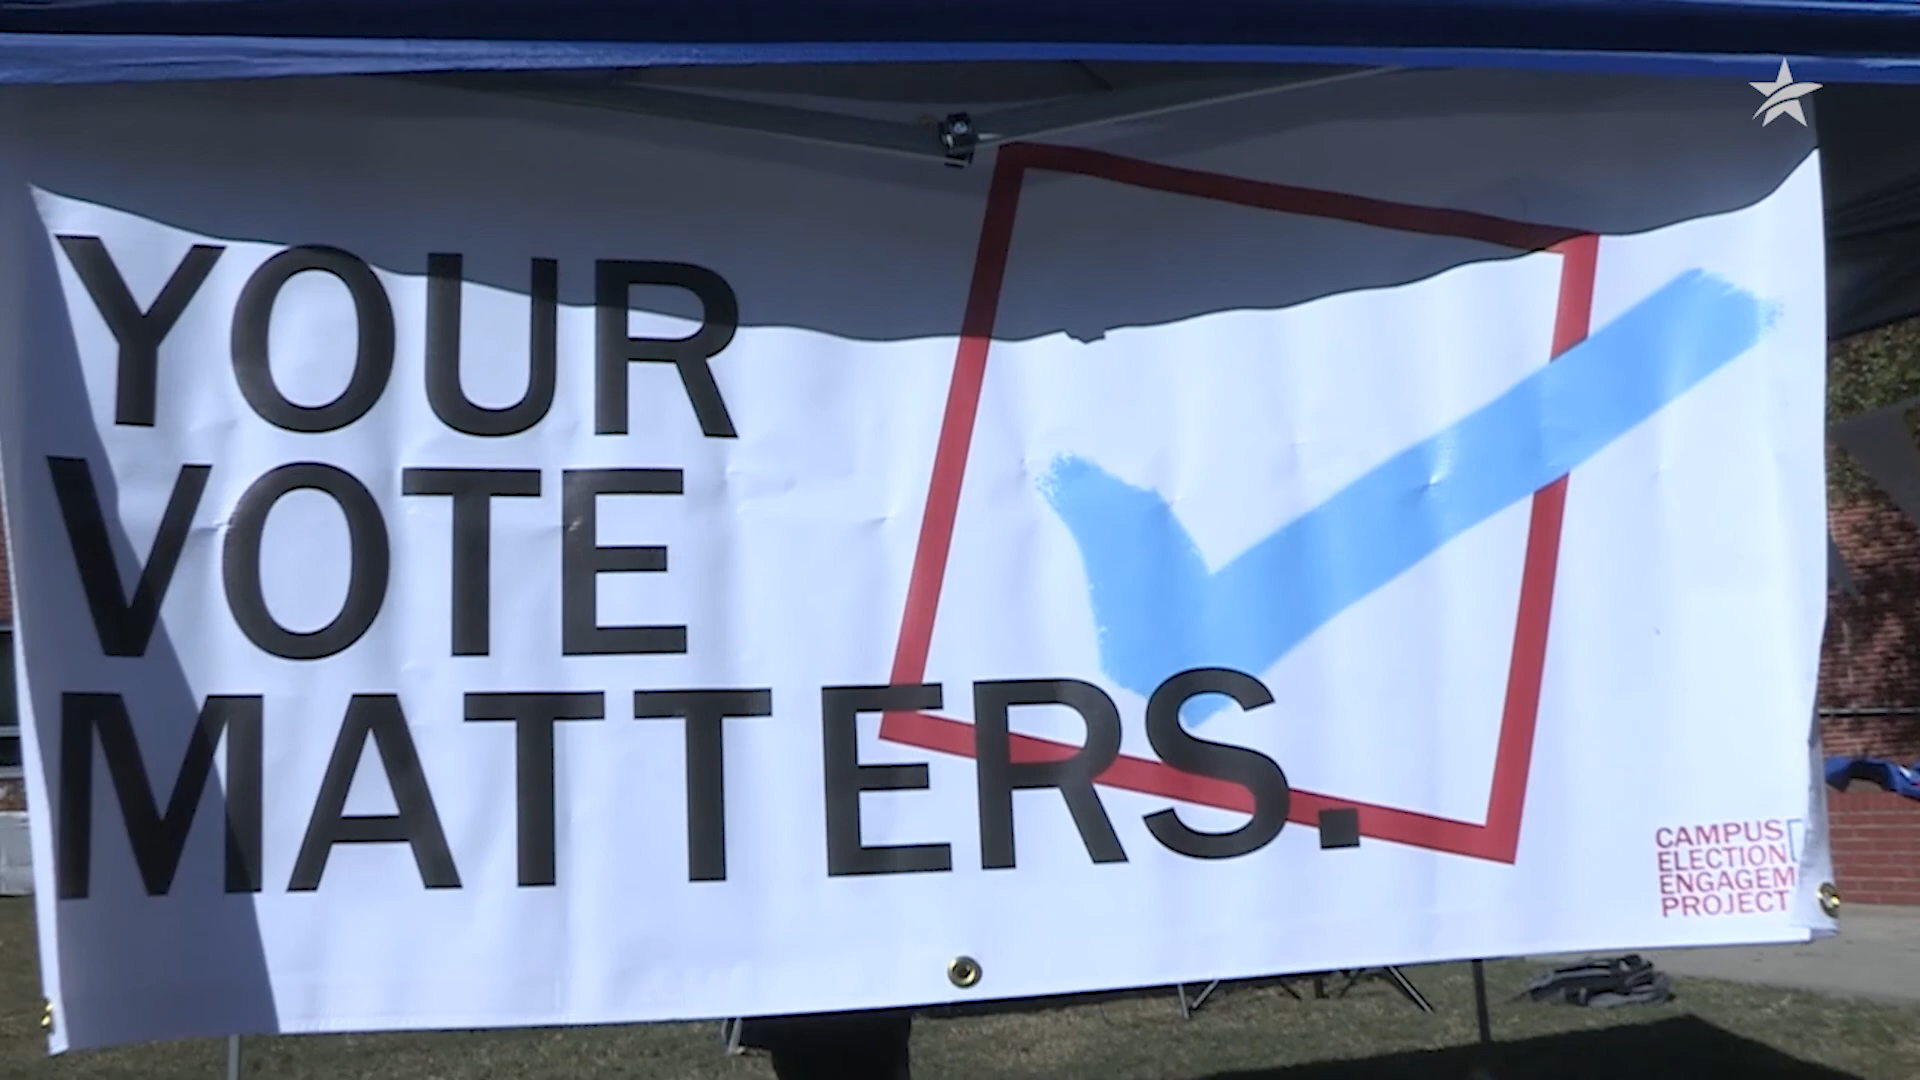 YOUR
VOTE
MATTERS.
CAMPUS
ELECTION
ENGAGEM
PROJECT